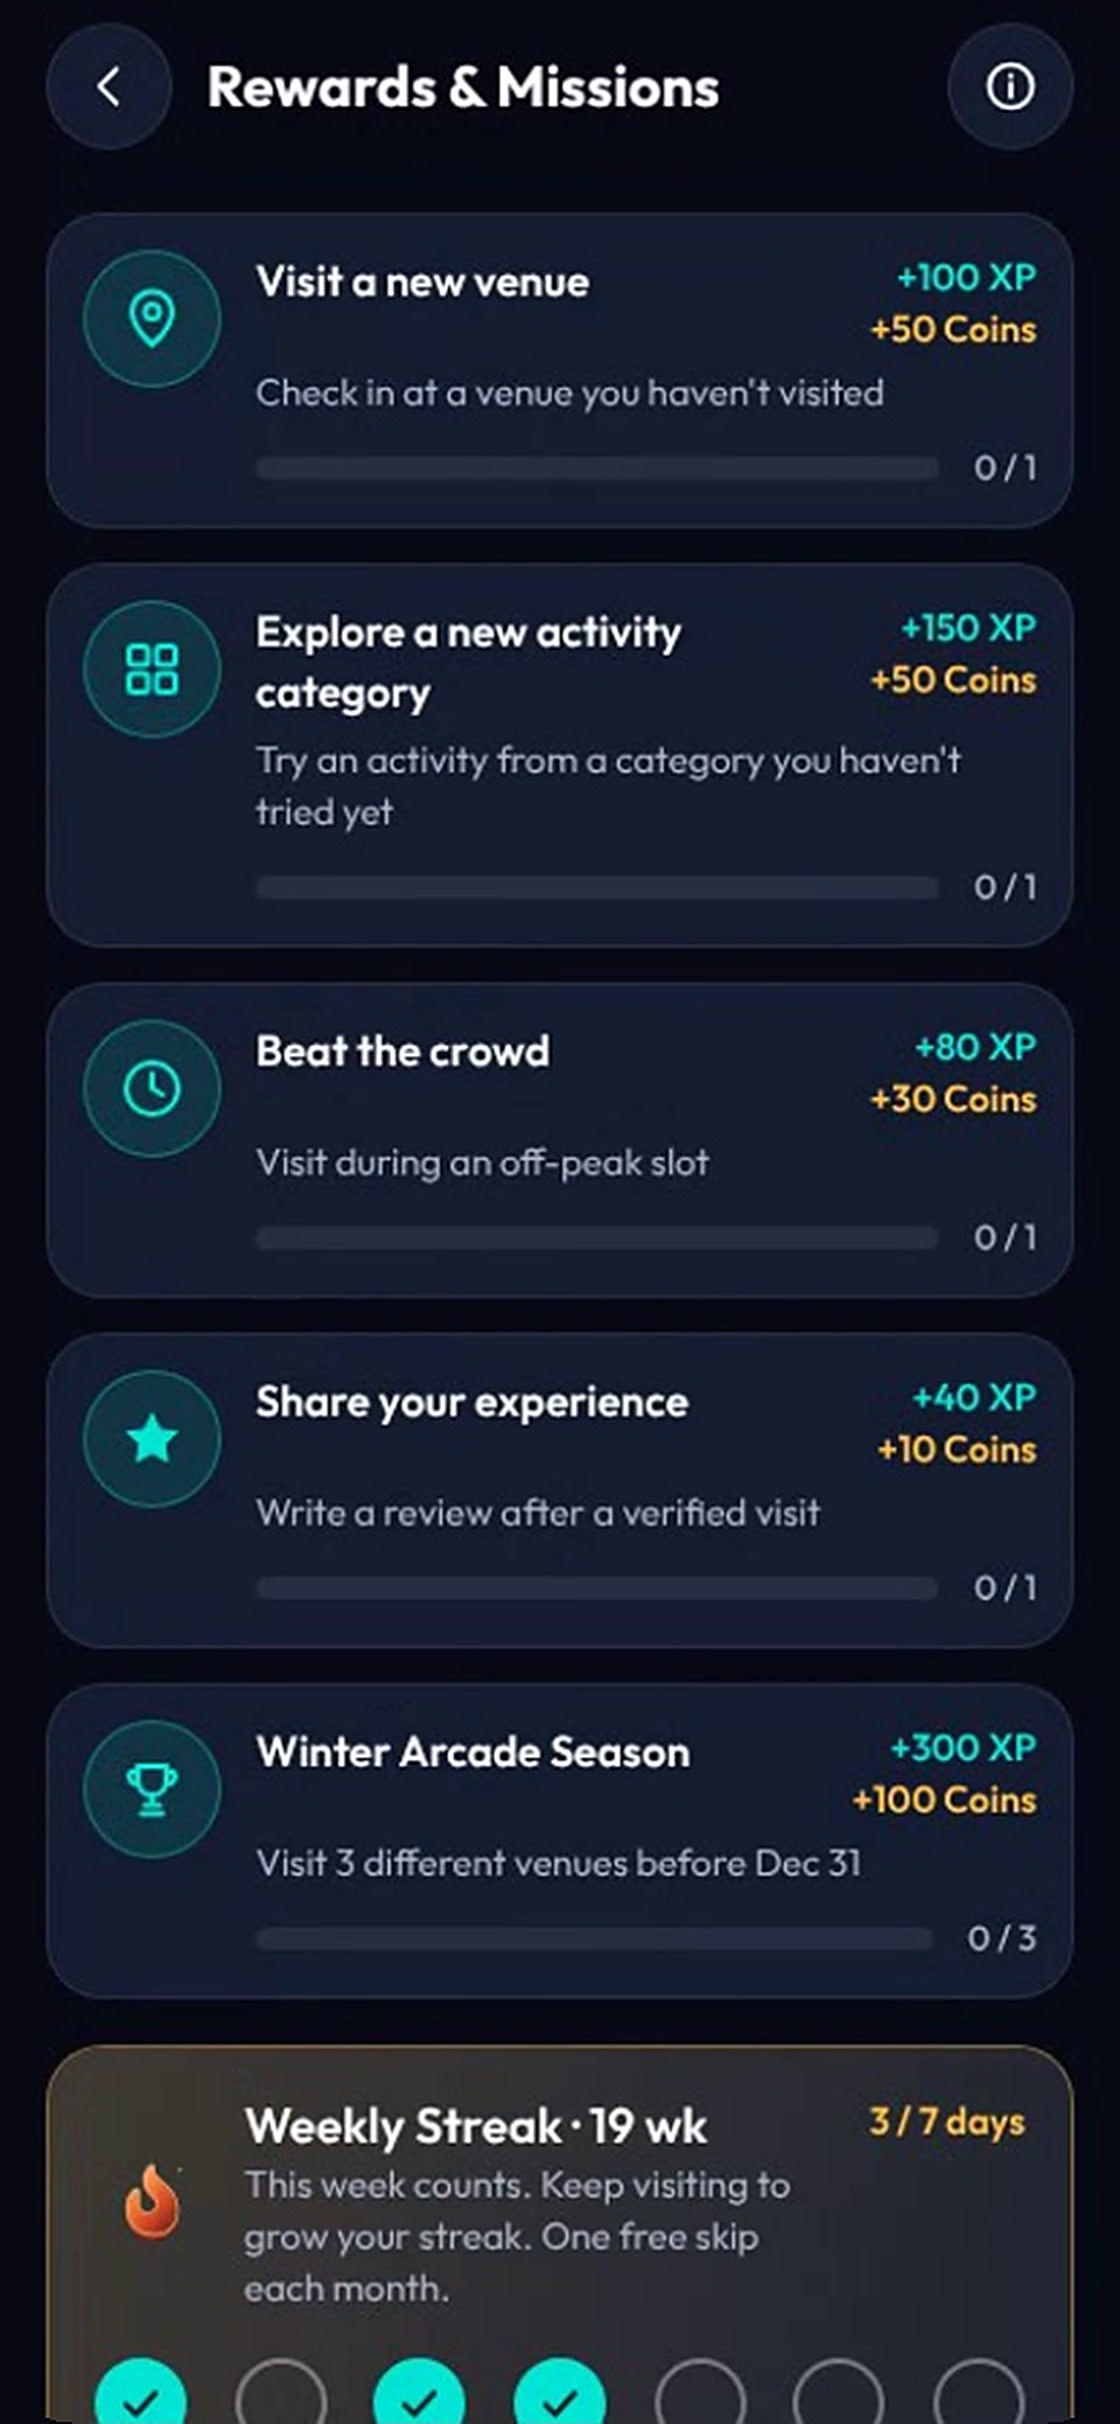 Rewards & Missions
Visit a new venue
+100 XP
+50 Coins
Check in at a venue you haven't visited
0 / 1
Explore a new activity
category
+150 XP
+50 Coins
Try an activity from a category you haven't
tried yet
0 / 1
Beat the crowd
+80 XP
+30 Coins
Visit during an off-peak slot
0 / 1
Share your experience
+40 XP
+10 Coins
Write a review after a verified visit
0 / 1
Winter Arcade Season
+300 XP
+100 Coins
Visit 3 different venues before Dec 31
0 / 3
Weekly Streak · 19 wk
3 / 7 days
This week counts. Keep visiting to
grow your streak. One free skip
each month.